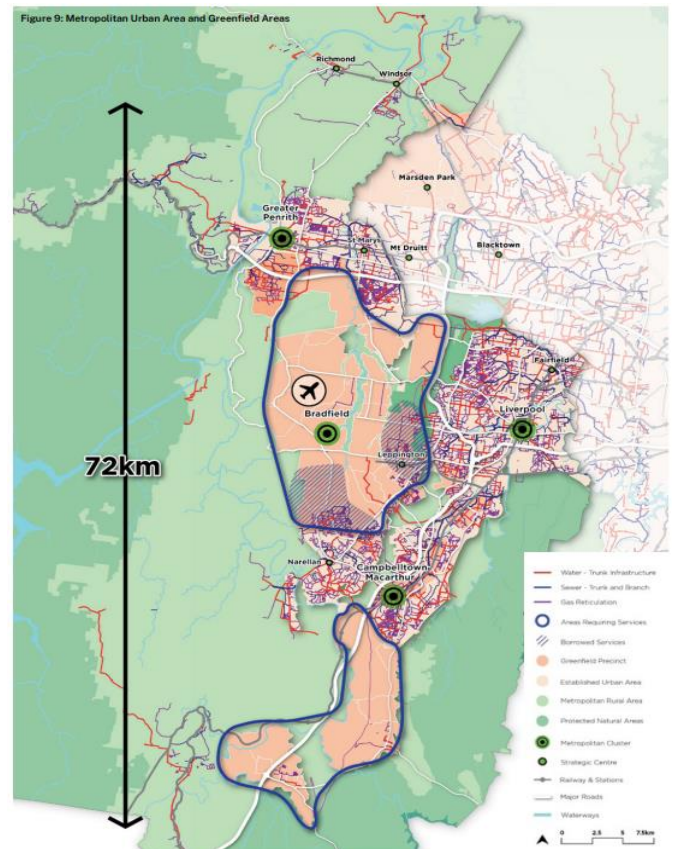 Figure 9: Metropolitan Urban Area and Greenfield Areas
Richmond
Windsor
Marsden Park
Greater
Penrith
St Marys
Mt Druitt
Blacktown
Fairfield
Bradfield
Liverpool
72km
Leppington
Narellan
Campbelltown
Macarthur
Water - Trunk Infrastructure
Sewer - Trunk and Branch
Gas Reticulation
Areas Requiring Services
Borrowed Services
Greenfield Precinct
Established Urban Area
Metropolitan Rural Area
Protected Natural Areas
Metropolitan Cluster
Strategic Centre
Railway & Stations
Major Roads
Waterways
0 2.5 5 7.5km